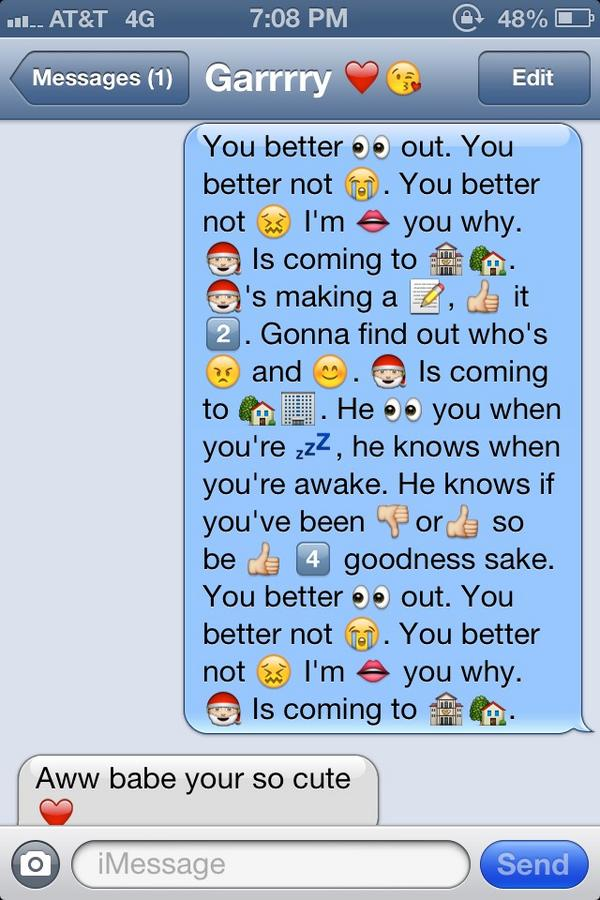 AT&T 4G 7:08 PM 48%
Messages (1) Garrrry ❤️😘 Edit
You better 👀 out. You
better not 😭. You better
not 😖 I'm 👄 you why.
🎅 Is coming to 🏫🏡.
🎅's making a 📝, 👍 it
2️⃣. Gonna find out who's
😠 and 😊. 🎅 Is coming
to 🏡🏢. He 👀 you when
you're 💤, he knows when
you're awake. He knows if
you've been 👎or👍 so
be 👍 4️⃣ goodness sake.
You better 👀 out. You
better not 😭. You better
not 😖 I'm 👄 you why.
🎅 Is coming to 🏫🏡.
Aww babe your so cute
❤️
iMessage Send